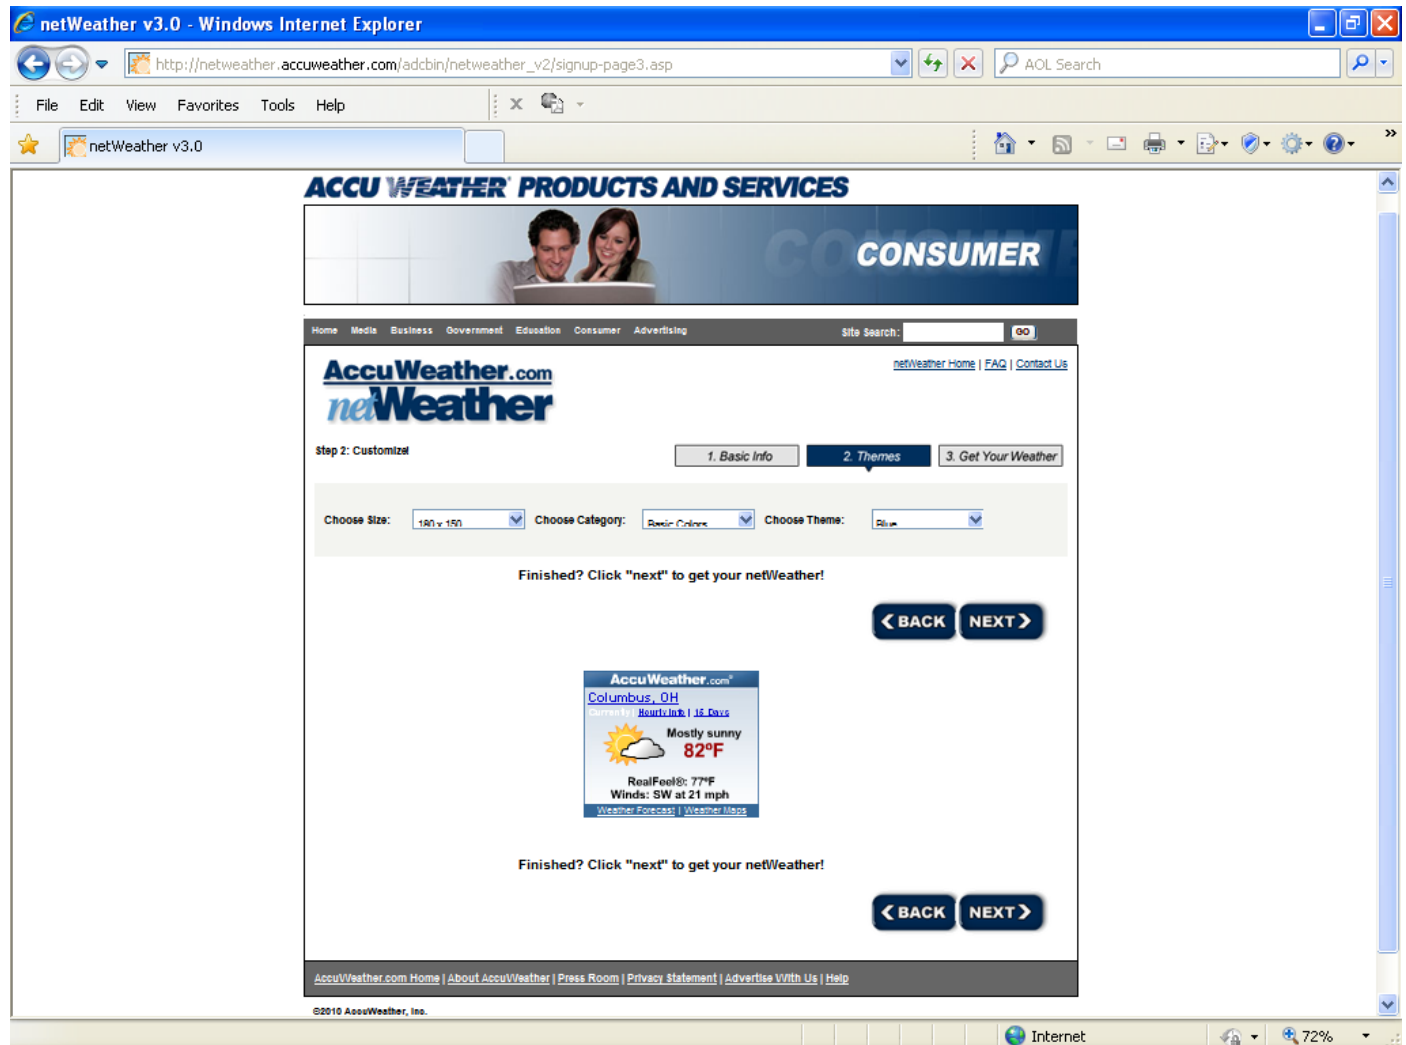 netWeather v3.0 - Windows Internet Explorer
http://netweather.accuweather.com/adcbin/netweather_v2/signup-page3.asp
AOL Search
File Edit View Favorites Tools Help
netWeather v3.0
ACCU WEATHER PRODUCTS AND SERVICES
CONSUMER
Home Media Business Government Education Consumer Advertising Site Search: GO
AccuWeather.com
netWeather
netWeather Home | FAQ | Contact Us
Step 2: Customize!
1. Basic Info 2. Themes 3. Get Your Weather
Choose Size: 180 x 150 Choose Category: Basic Colors Choose Theme: Blue
Finished? Click "next" to get your netWeather!
BACK NEXT
AccuWeather.com®
Columbus, OH
Currently | Hourly Info | 15 Days
Mostly sunny
82ºF
RealFeel®: 77ºF
Winds: SW at 21 mph
Weather Forecast | Weather Maps
Finished? Click "next" to get your netWeather!
BACK NEXT
AccuWeather.com Home | About AccuWeather | Press Room | Privacy Statement | Advertise With Us | Help
©2010 AccuWeather, Inc.
Internet 72%